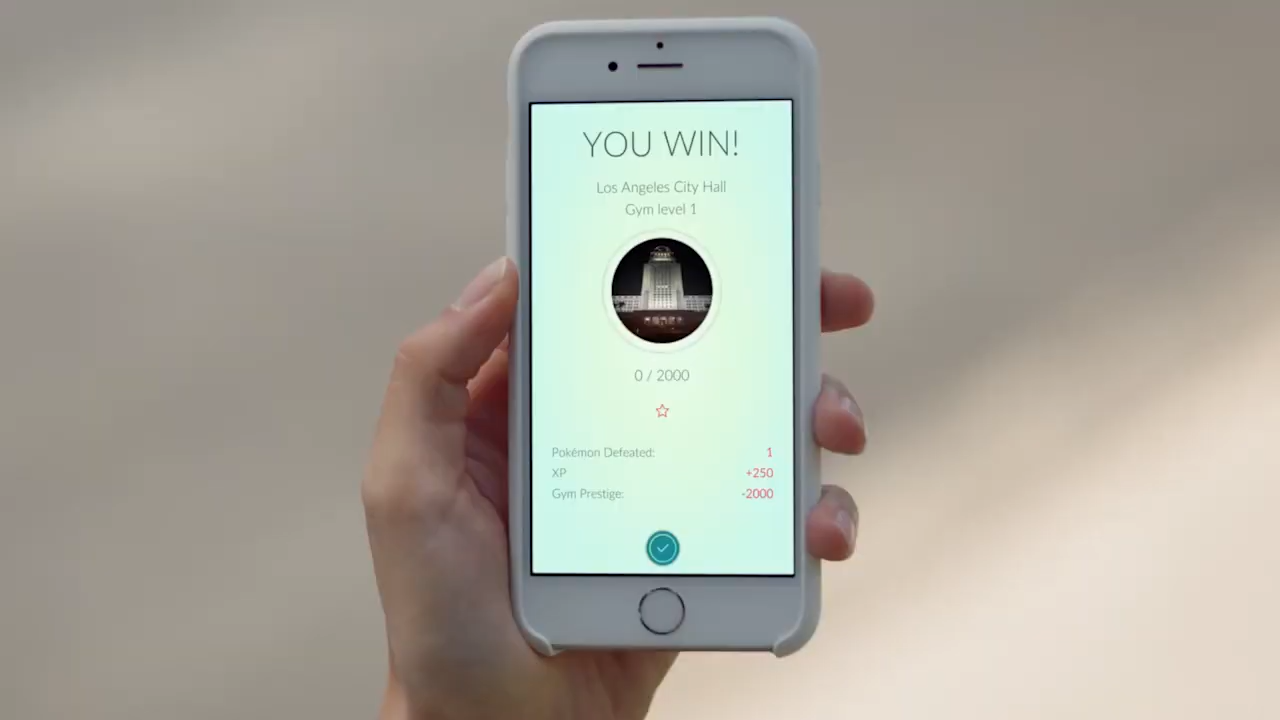 YOU WIN!
Los Angeles City Hall
Gym level 1
0 / 2000
Pokémon Defeated: 1
XP +250
Gym Prestige: -2000